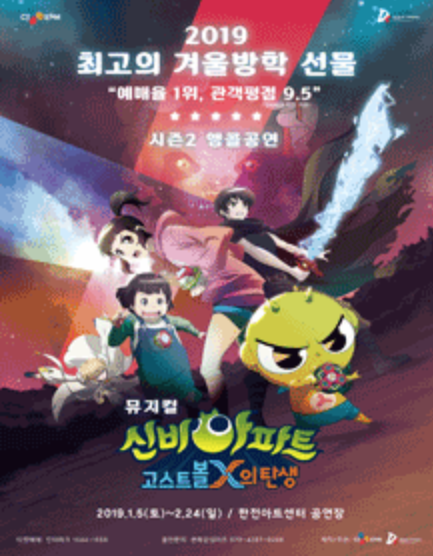 CJ ENM
2019
최고의 겨울방학 선물
"예매율 1위, 관객평점 9.5"
시즌2 앵콜공연
뮤지컬
신비아파트
고스트볼X의 탄생
2019.1.5(토)~2.24(일) / 한전아트센터 공연장